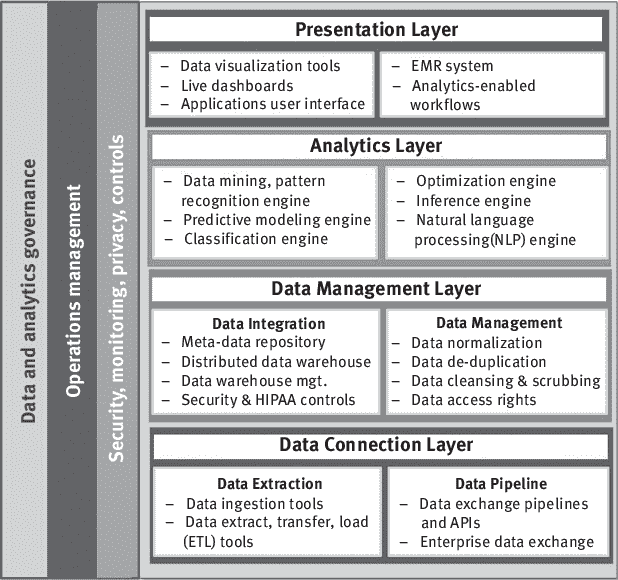 Data and analytics governance
Operations management
Security, monitoring, privacy, controls
Presentation Layer
– Data visualization tools
– Live dashboards
– Applications user interface
– EMR system
– Analytics-enabled
workflows
Analytics Layer
– Data mining, pattern
recognition engine
– Predictive modeling engine
– Classification engine
– Optimization engine
– Inference engine
– Natural language
processing(NLP) engine
Data Management Layer
Data Integration
– Meta-data repository
– Distributed data warehouse
– Data warehouse mgt.
– Security & HIPAA controls
Data Management
– Data normalization
– Data de-duplication
– Data cleansing & scrubbing
– Data access rights
Data Connection Layer
Data Extraction
– Data ingestion tools
– Data extract, transfer, load
(ETL) tools
Data Pipeline
– Data exchange pipelines
and APIs
– Enterprise data exchange